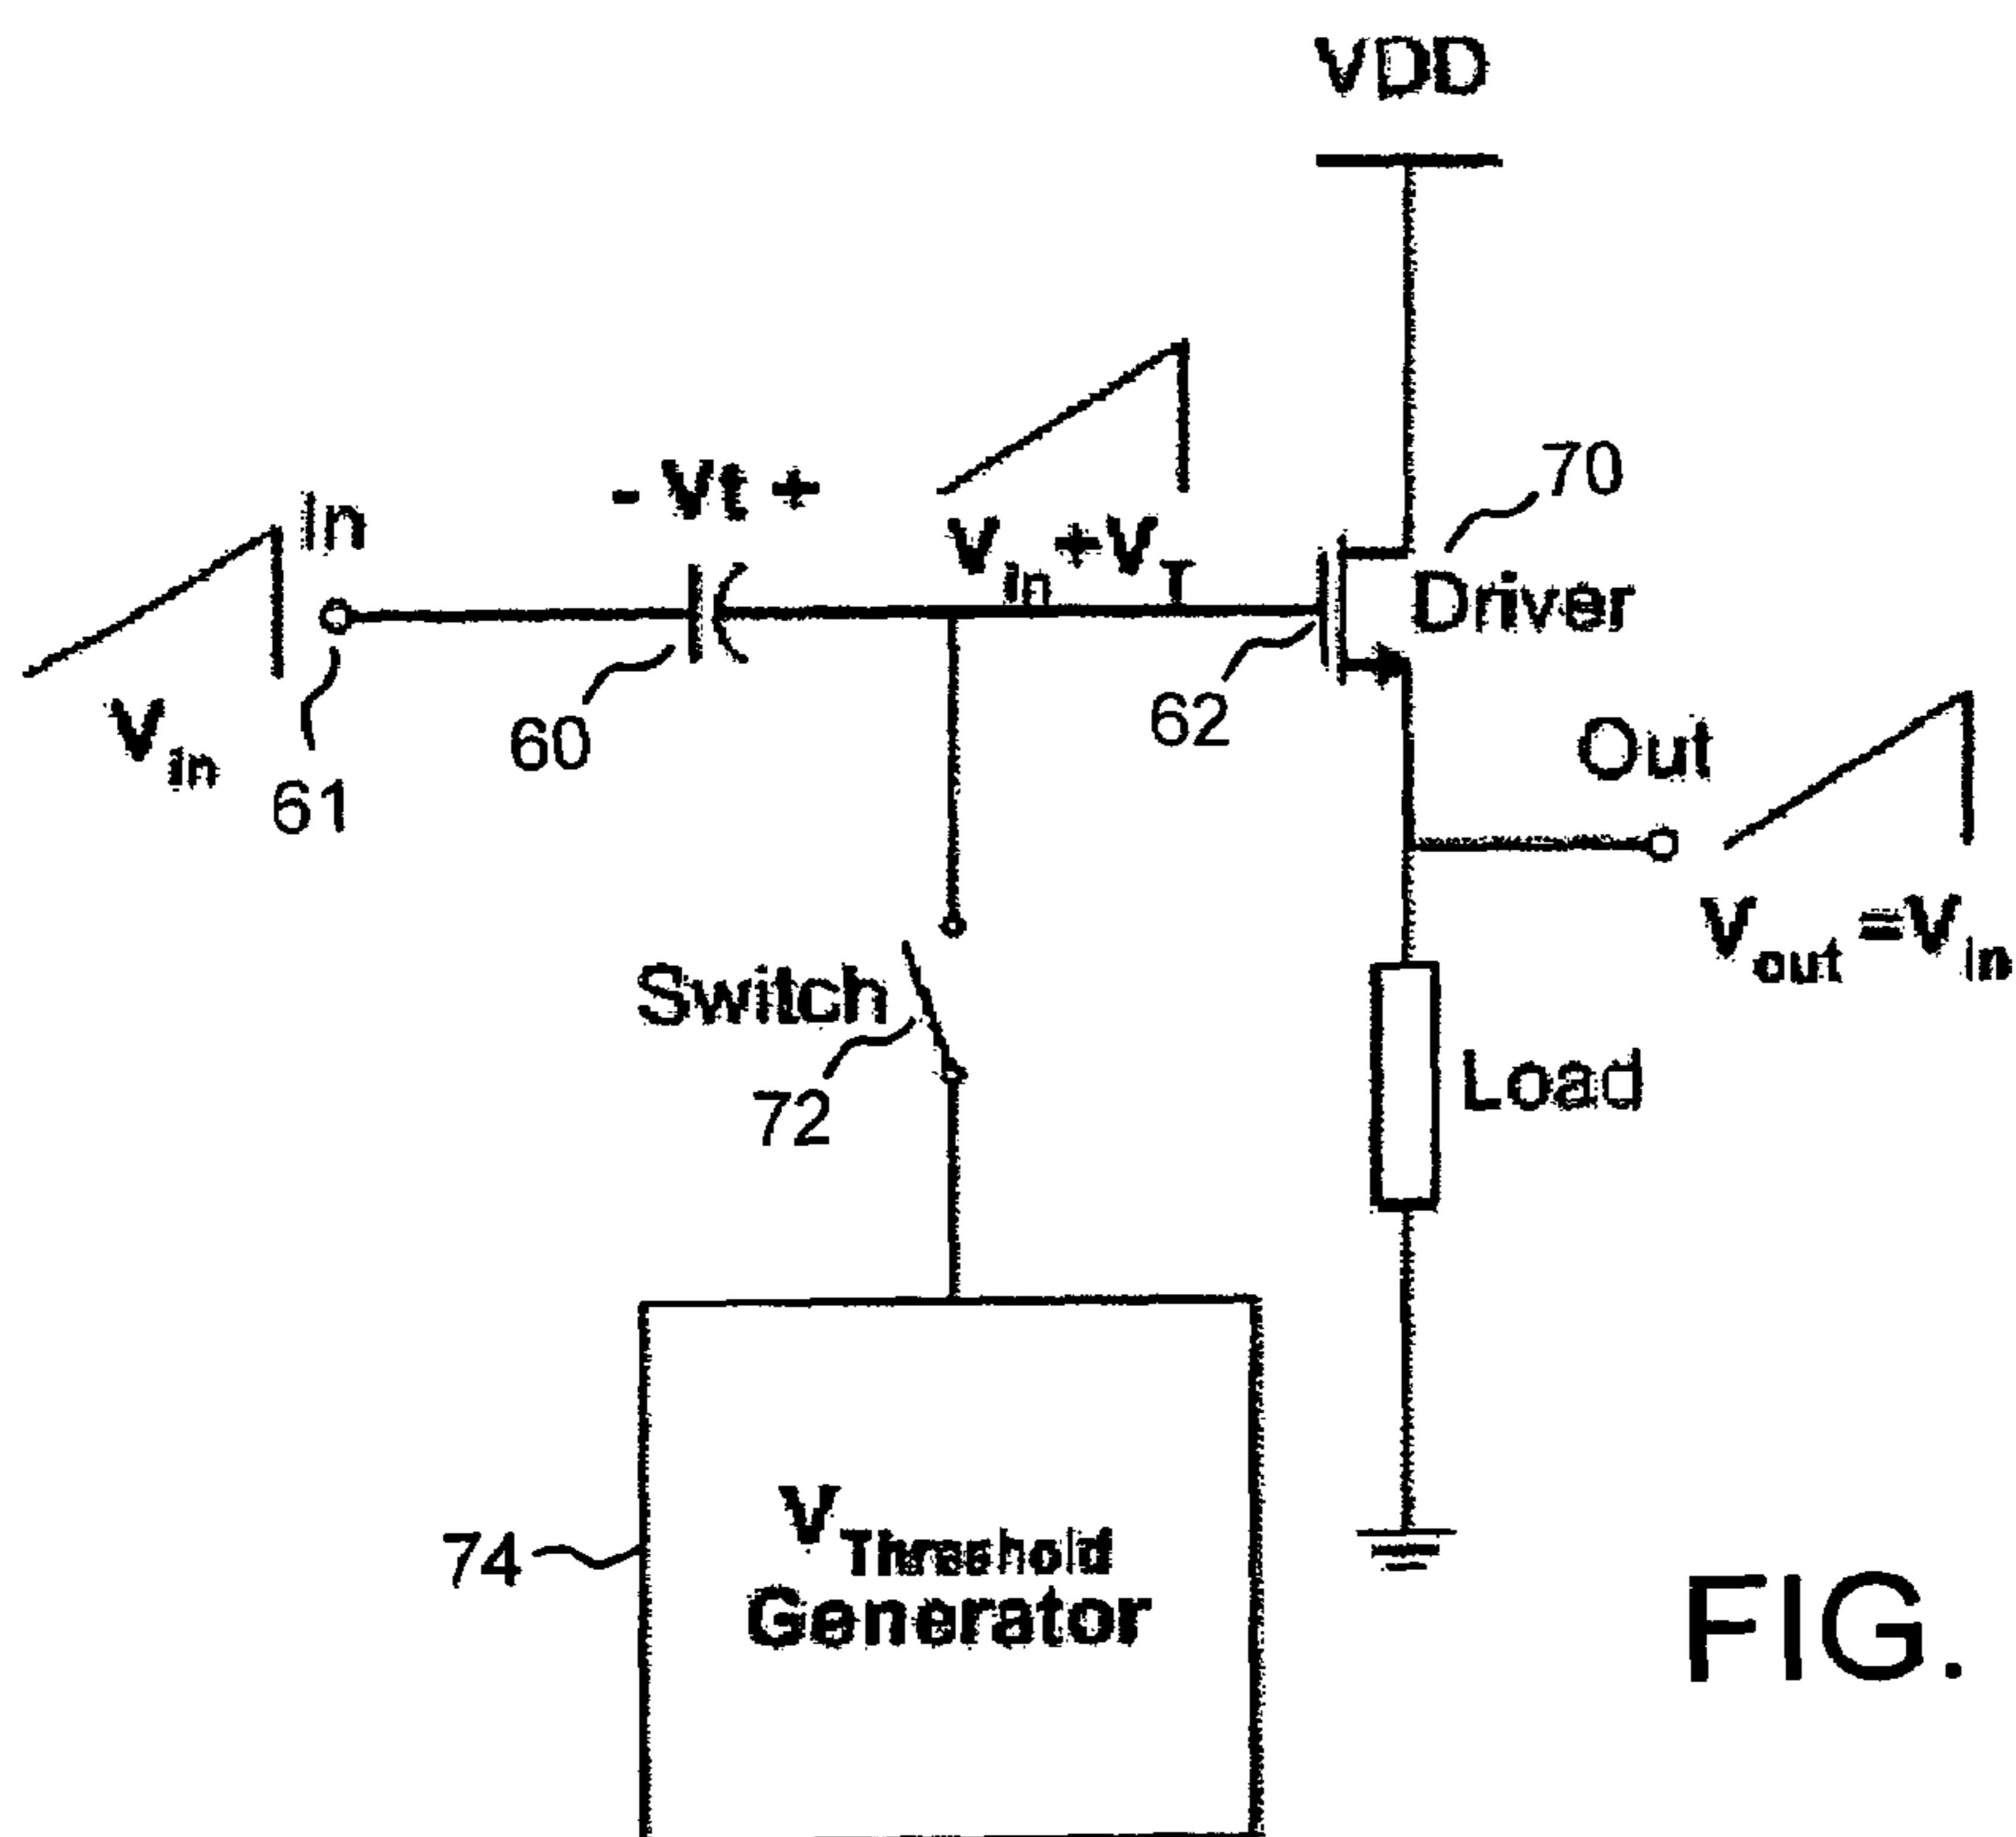 VDD
70
- Vt +
In
Vin +VT
Driver
Vin
61
60
62
Out
Vout =Vin
Switch
72
Load
VThreshold
Generator
74
FIG.